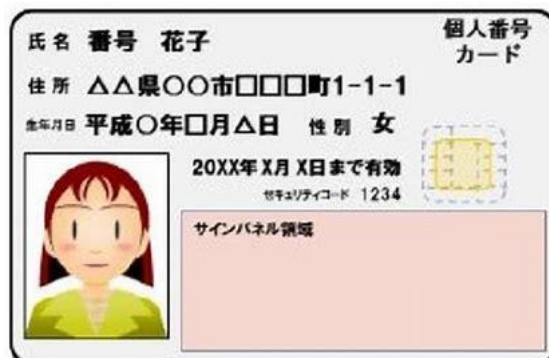 氏名 番号 花子
個人番号
カード
住所 △△県〇〇市□□□町1-1-1
生年月日 平成〇年□月△日 性別 女
20XX年X月X日まで有効
セキュリティコード 1234
サインパネル領域